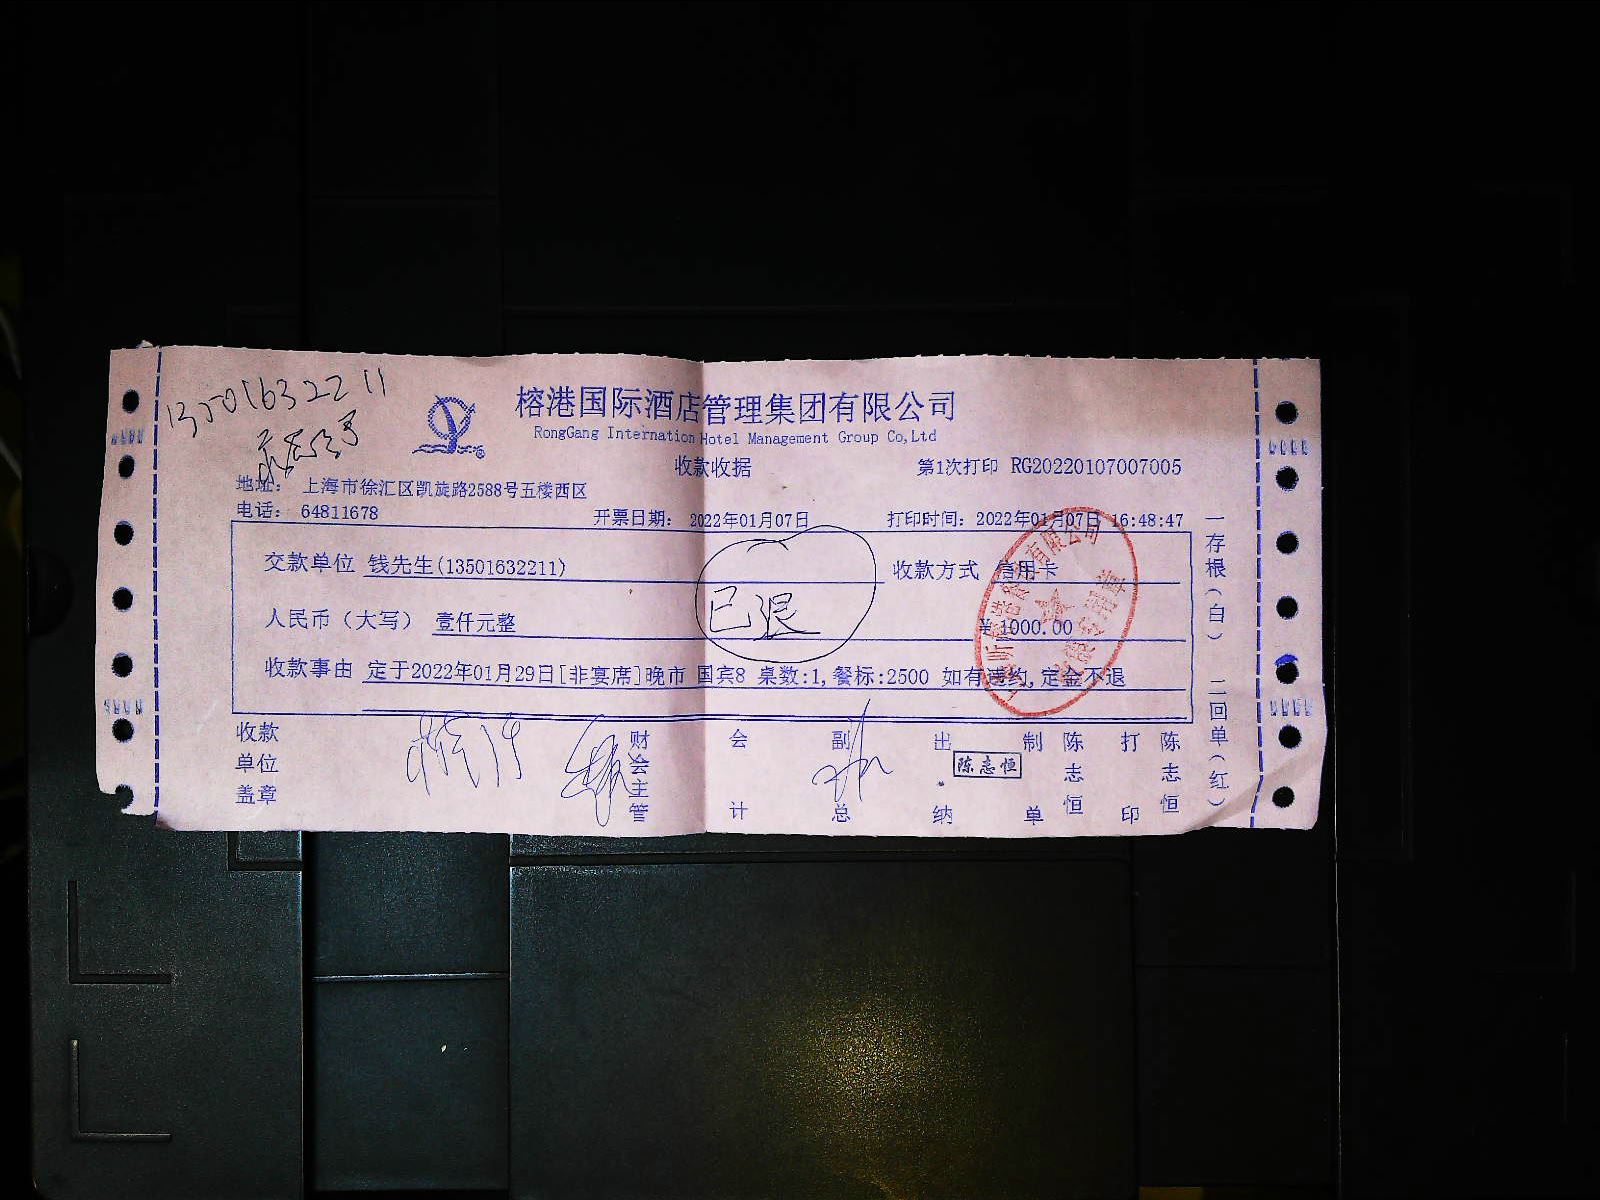 13501632211
榕港国际酒店管理集团有限公司
RongGang Internation Hotel Management Group Co,Ltd
收款收据
第1次打印 RG20220107007005
地址： 上海市徐汇区凯旋路2588号五楼西区
电话： 64811678
开票日期： 2022年01月07日
打印时间：2022年01月07日 16:48:47
交款单位 钱先生(13501632211)
收款方式 信用卡
人民币（大写） 壹仟元整
¥ 1000.00
已退
收款事由 定于2022年01月29日[非宴席]晚市 国宾8 桌数:1,餐标:2500 如有违约,定金不退
收款单位盖章
财会主管
会计
副总
出纳
陈志恒
制单
陈志恒
打印
陈志恒
一存根（白） 二回单（红）